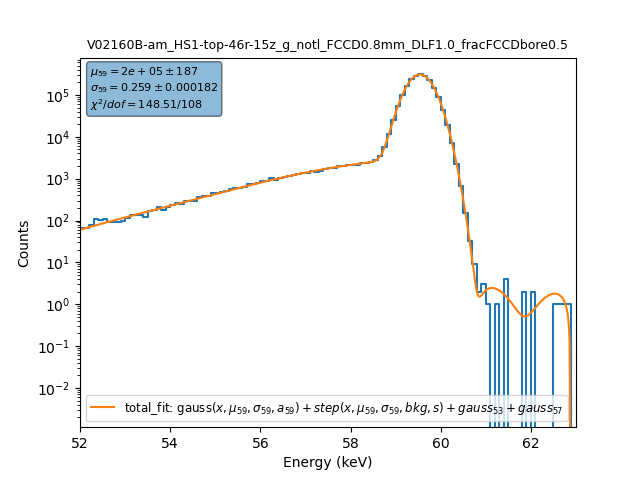 V02160B-am_HS1-top-46r-15z_g_notl_FCCD0.8mm_DLF1.0_fracFCCDbore0.5
μ₅₉ = 2e + 05 ± 187
σ₅₉ = 0.259 ± 0.000182
χ²/dof = 148.51/108
10⁵
10⁴
10³
10²
10¹
10⁰
10⁻¹
10⁻²
Counts
total_fit: gauss(x, μ₅₉, σ₅₉, a₅₉) + step(x, μ₅₉, σ₅₉, bkg, s) + gauss₅₃ + gauss₅₇
52 54 56 58 60 62
Energy (keV)